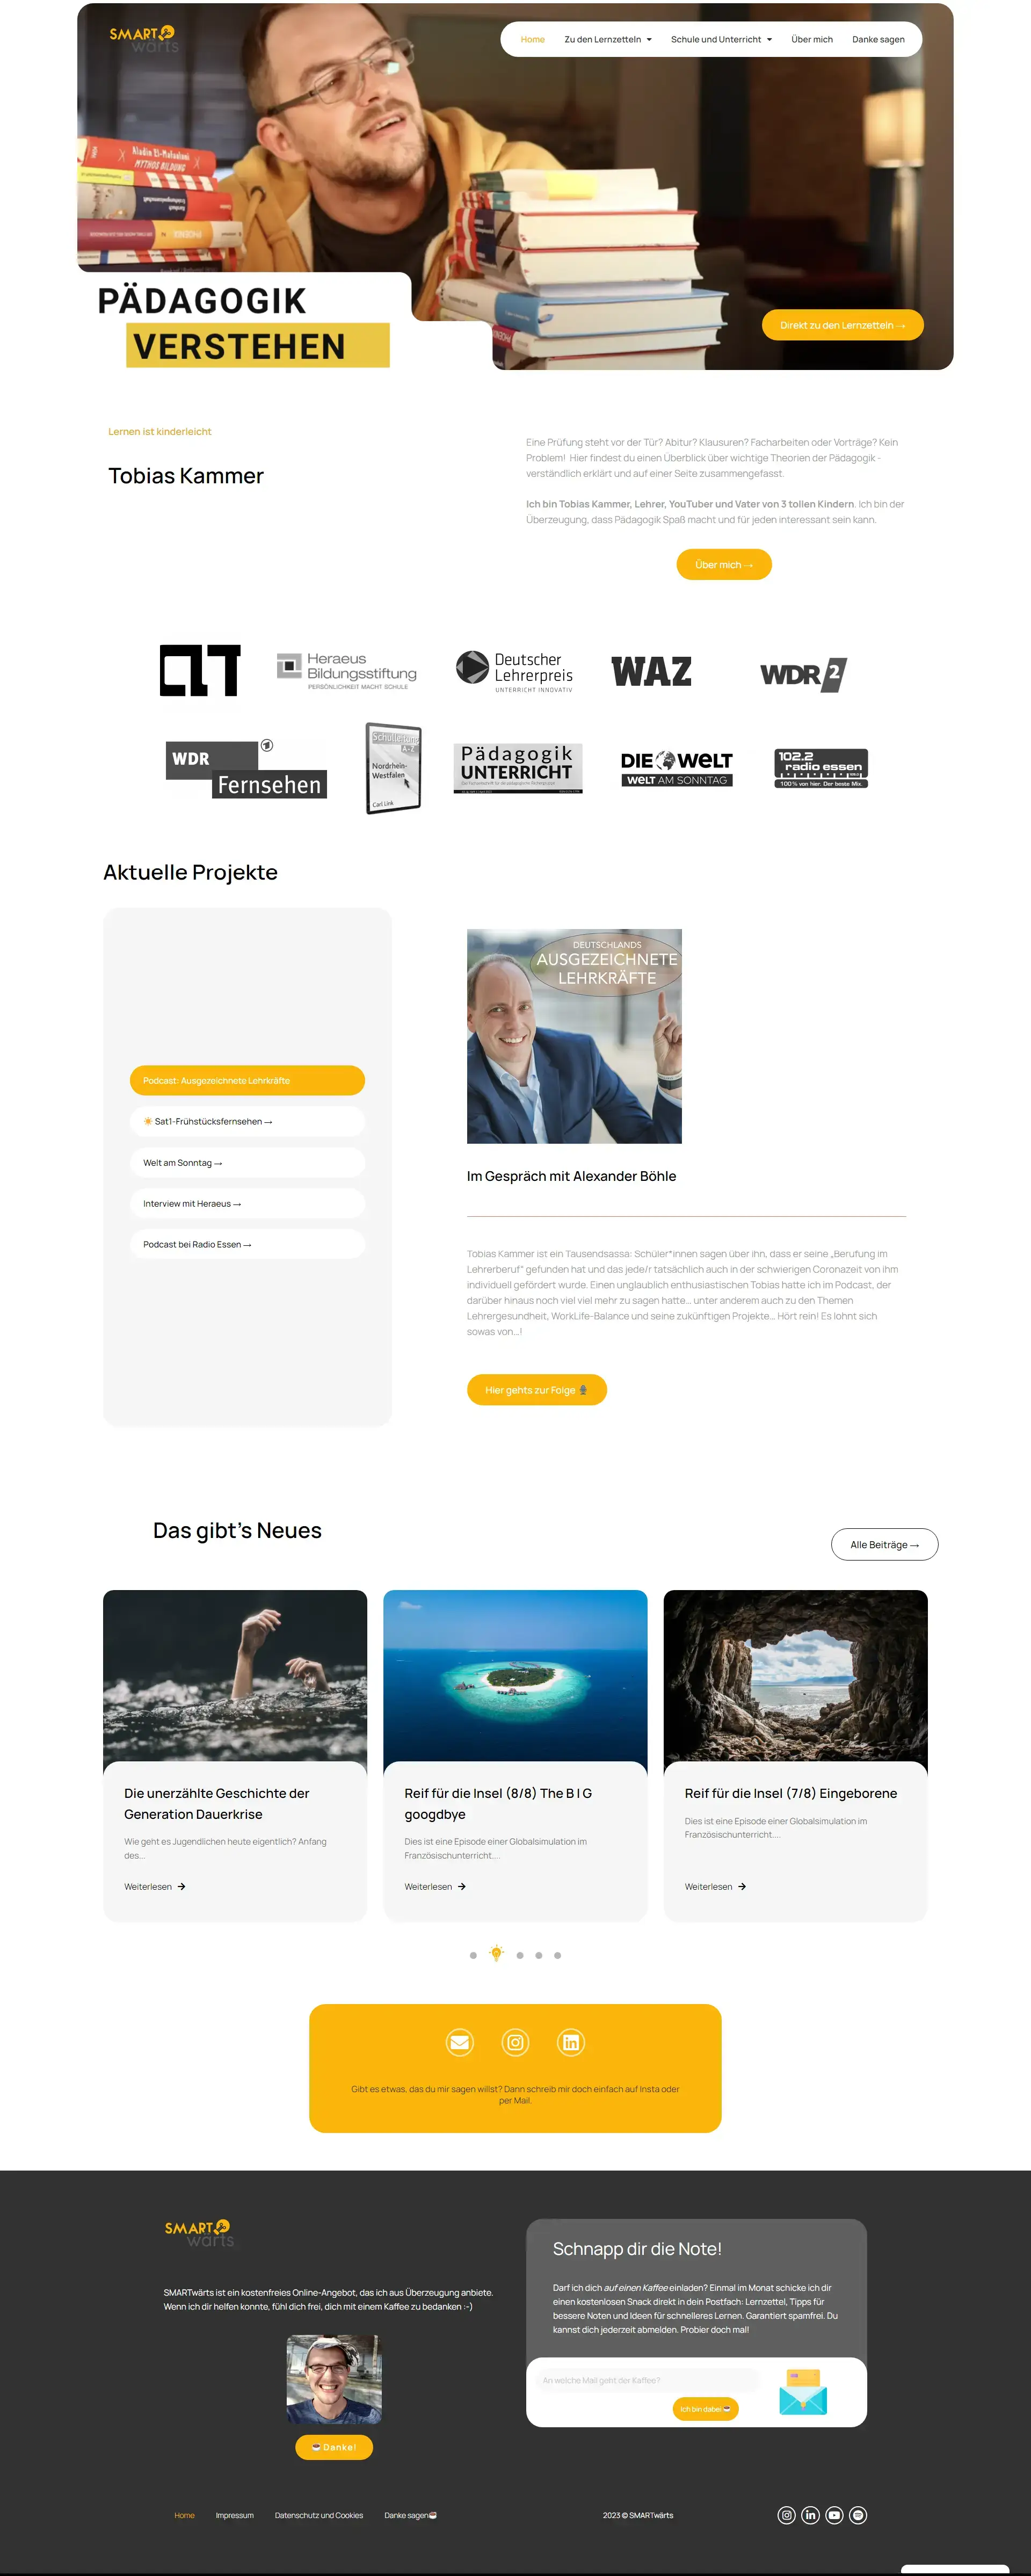 SMART
wärts
Home
Zu den Lernzetteln
Schule und Unterricht
Über mich
Danke sagen
Aladin El-Mafaalani
MYTHOS BILDUNG
PHOENIX
PÄDAGOGIK
VERSTEHEN
Direkt zu den Lernzetteln →
Lernen ist kinderleicht
Tobias Kammer
Eine Prüfung steht vor der Tür? Abitur? Klausuren? Facharbeiten oder Vorträge? Kein
Problem! Hier findest du einen Überblick über wichtige Theorien der Pädagogik -
verständlich erklärt und auf einer Seite zusammengefasst.
Ich bin Tobias Kammer, Lehrer, YouTuber und Vater von 3 tollen Kindern. Ich bin der
Überzeugung, dass Pädagogik Spaß macht und für jeden interessant sein kann.
Über mich →
Heraeus
Bildungsstiftung
PERSÖNLICHKEIT MACHT SCHULE
Deutscher
Lehrerpreis
UNTERRICHT INNOVATIV
WAZ
WDR 2
WDR
Fernsehen
Schulleitung
A-Z
Nordrhein-
Westfalen
Carl Link
Pädagogik
UNTERRICHT
DIE WELT
WELT AM SONNTAG
102.2
radio essen
100% von hier. Der beste Mix.
Aktuelle Projekte
Podcast: Ausgezeichnete Lehrkräfte
☀️ Sat1-Frühstücksfernsehen →
Welt am Sonntag →
Interview mit Heraeus →
Podcast bei Radio Essen →
DEUTSCHLANDS
AUSGEZEICHNETE
LEHRKRÄFTE
Im Gespräch mit Alexander Böhle
Tobias Kammer ist ein Tausendsassa: Schüler*innen sagen über ihn, dass er seine „Berufung im
Lehrerberuf“ gefunden hat und das jede/r tatsächlich auch in der schwierigen Coronazeit von ihm
individuell gefördert wurde. Einen unglaublich enthusiastischen Tobias hatte ich im Podcast, der
darüber hinaus noch viel viel mehr zu sagen hatte... unter anderem auch zu den Themen
Lehrergesundheit, WorkLife-Balance und seine zukünftigen Projekte... Hört rein! Es lohnt sich
sowas von...!
Hier gehts zur Folge 🎙️
Das gibt's Neues
Alle Beiträge →
Die unerzählte Geschichte der
Generation Dauerkrise
Wie geht es Jugendlichen heute eigentlich? Anfang
des...
Weiterlesen →
Reif für die Insel (8/8) The B I G
googdbye
Dies ist eine Episode einer Globalsimulation im
Französischunterricht....
Weiterlesen →
Reif für die Insel (7/8) Eingeborene
Dies ist eine Episode einer Globalsimulation im
Französischunterricht....
Weiterlesen →
Gibt es etwas, das du mir sagen willst? Dann schreib mir doch einfach auf Insta oder
per Mail.
SMART
wärts
SMARTwärts ist ein kostenfreies Online-Angebot, das ich aus Überzeugung anbiete.
Wenn ich dir helfen konnte, fühl dich frei, dich mit einem Kaffee zu bedanken :-)
☕ Danke!
Schnapp dir die Note!
Darf ich dich auf einen Kaffee einladen? Einmal im Monat schicke ich dir
einen kostenlosen Snack direkt in dein Postfach: Lernzettel, Tipps für
bessere Noten und Ideen für schnelleres Lernen. Garantiert spamfrei. Du
kannst dich jederzeit abmelden. Probier doch mal!
An welche Mail geht der Kaffee?
Ich bin dabei ☕
Home
Impressum
Datenschutz und Cookies
Danke sagen☕
2023 © SMARTwärts